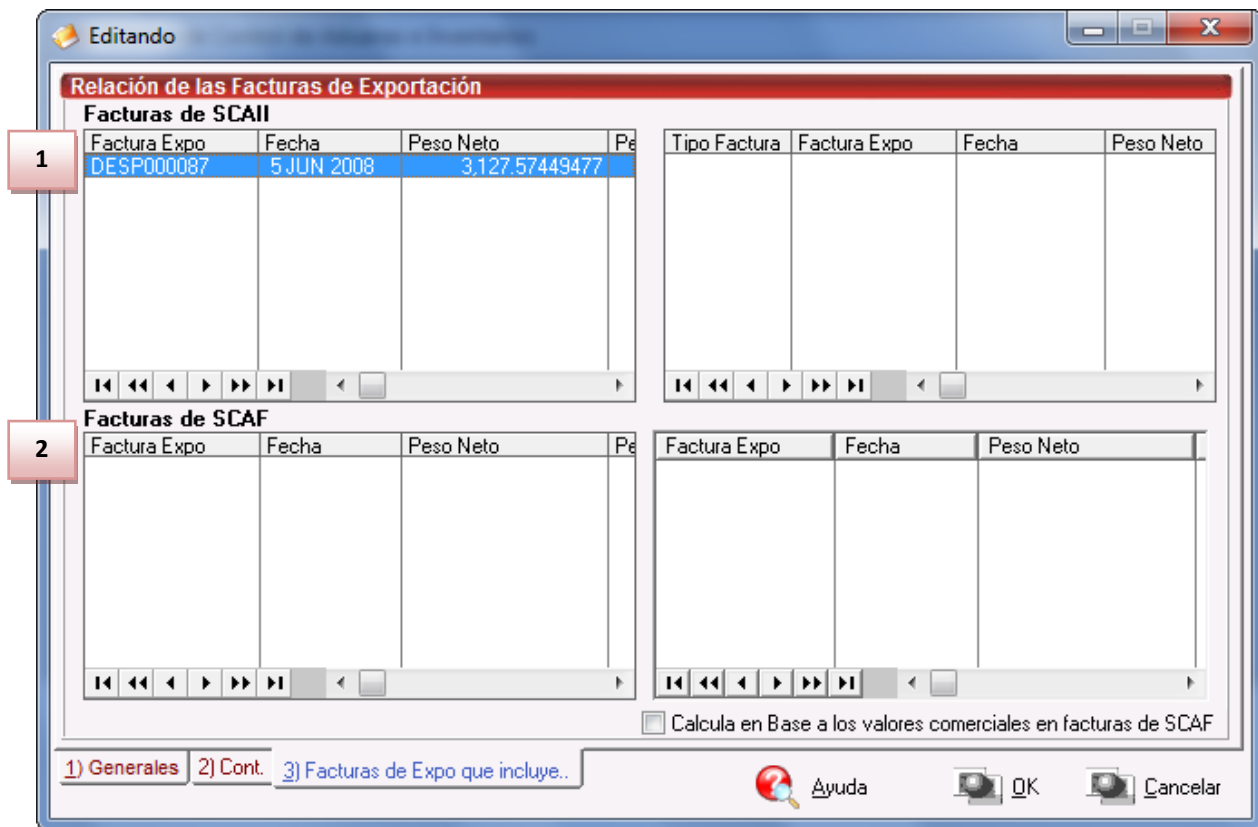 Editando
Relación de las Facturas de Exportación
Facturas de SCAII
1
Factura Expo Fecha Peso Neto Pe
DESP000087 5 JUN 2008 3,127.57449477
Tipo Factura Factura Expo Fecha Peso Neto
Facturas de SCAF
2
Factura Expo Fecha Peso Neto Pe
Factura Expo Fecha Peso Neto
Calcula en Base a los valores comerciales en facturas de SCAF
1) Generales 2) Cont. 3) Facturas de Expo que incluye..
Ayuda OK Cancelar